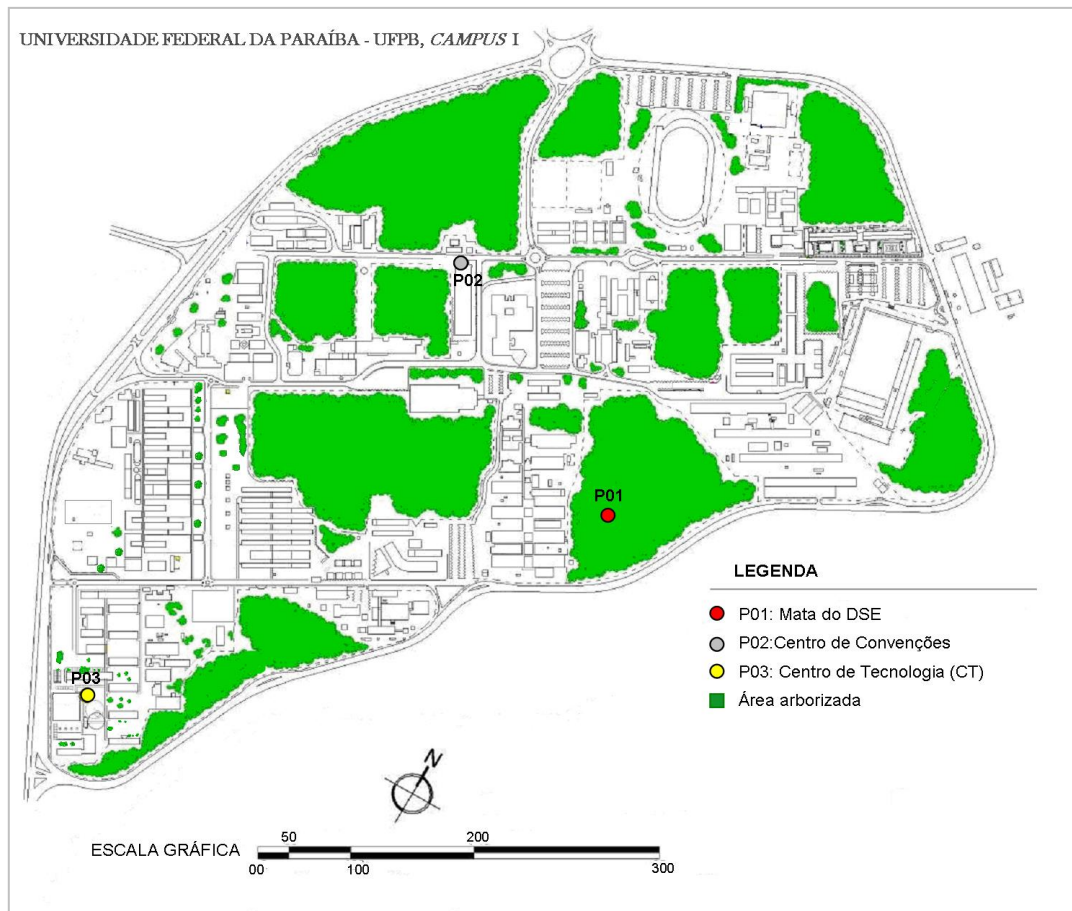 UNIVERSIDADE FEDERAL DA PARAÍBA - UFPB, CAMPUS I
P02
P01
P03
LEGENDA
P01: Mata do DSE
P02:Centro de Convenções
P03: Centro de Tecnologia (CT)
Área arborizada
N
ESCALA GRÁFICA
50 200
00 100 300